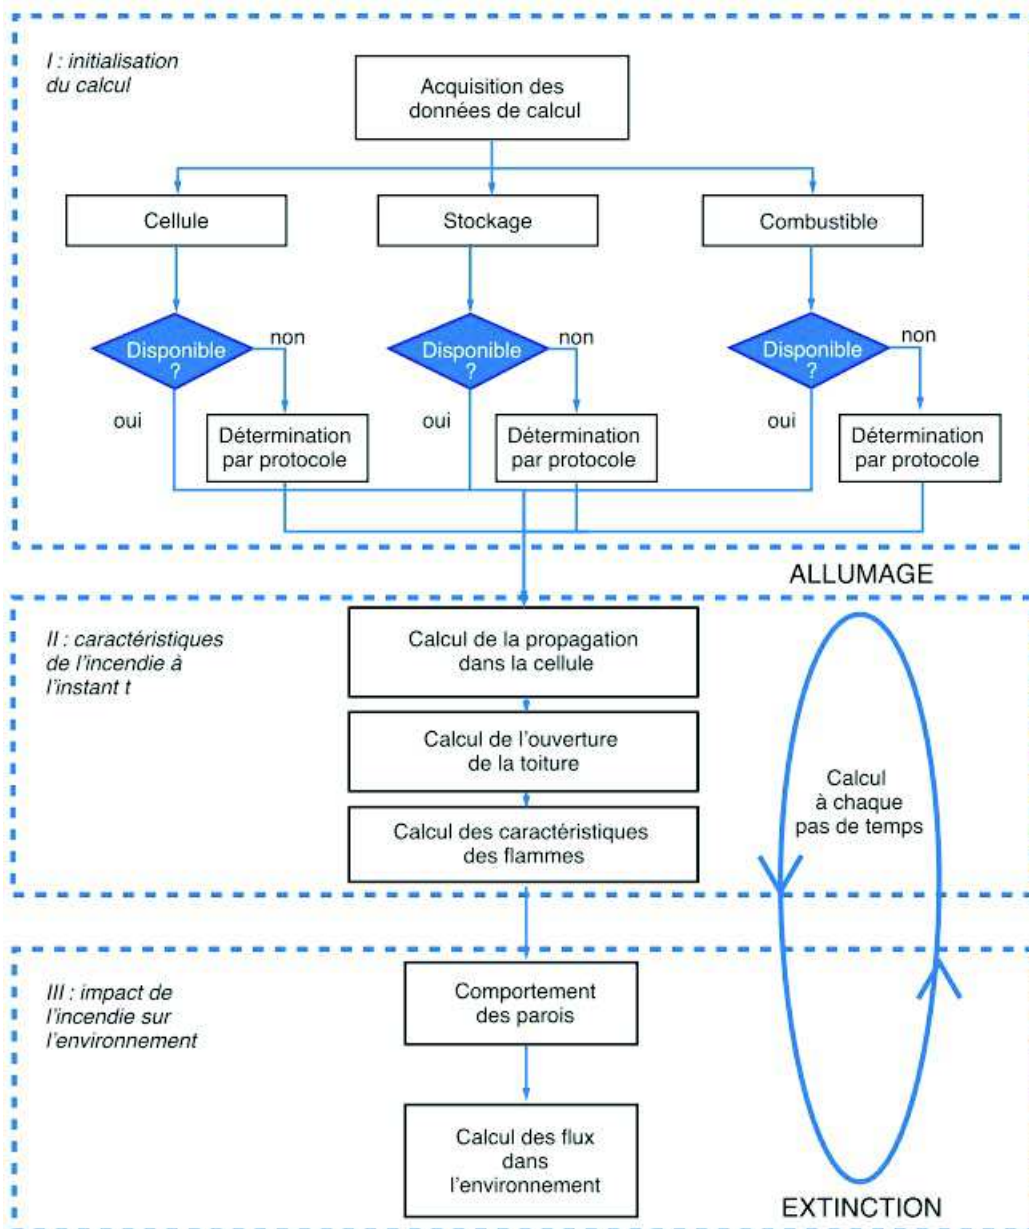 I : initialisation
du calcul
Acquisition des
données de calcul
Cellule
Stockage
Combustible
Disponible
?
non
oui
Détermination
par protocole
Disponible
?
non
oui
Détermination
par protocole
Disponible
?
non
oui
Détermination
par protocole
ALLUMAGE
II : caractéristiques
de l'incendie à
l'instant t
Calcul de la propagation
dans la cellule
Calcul de l'ouverture
de la toiture
Calcul des caractéristiques
des flammes
Calcul
à chaque
pas de temps
III : impact de
l'incendie sur
l'environnement
Comportement
des parois
Calcul des flux
dans
l'environnement
EXTINCTION